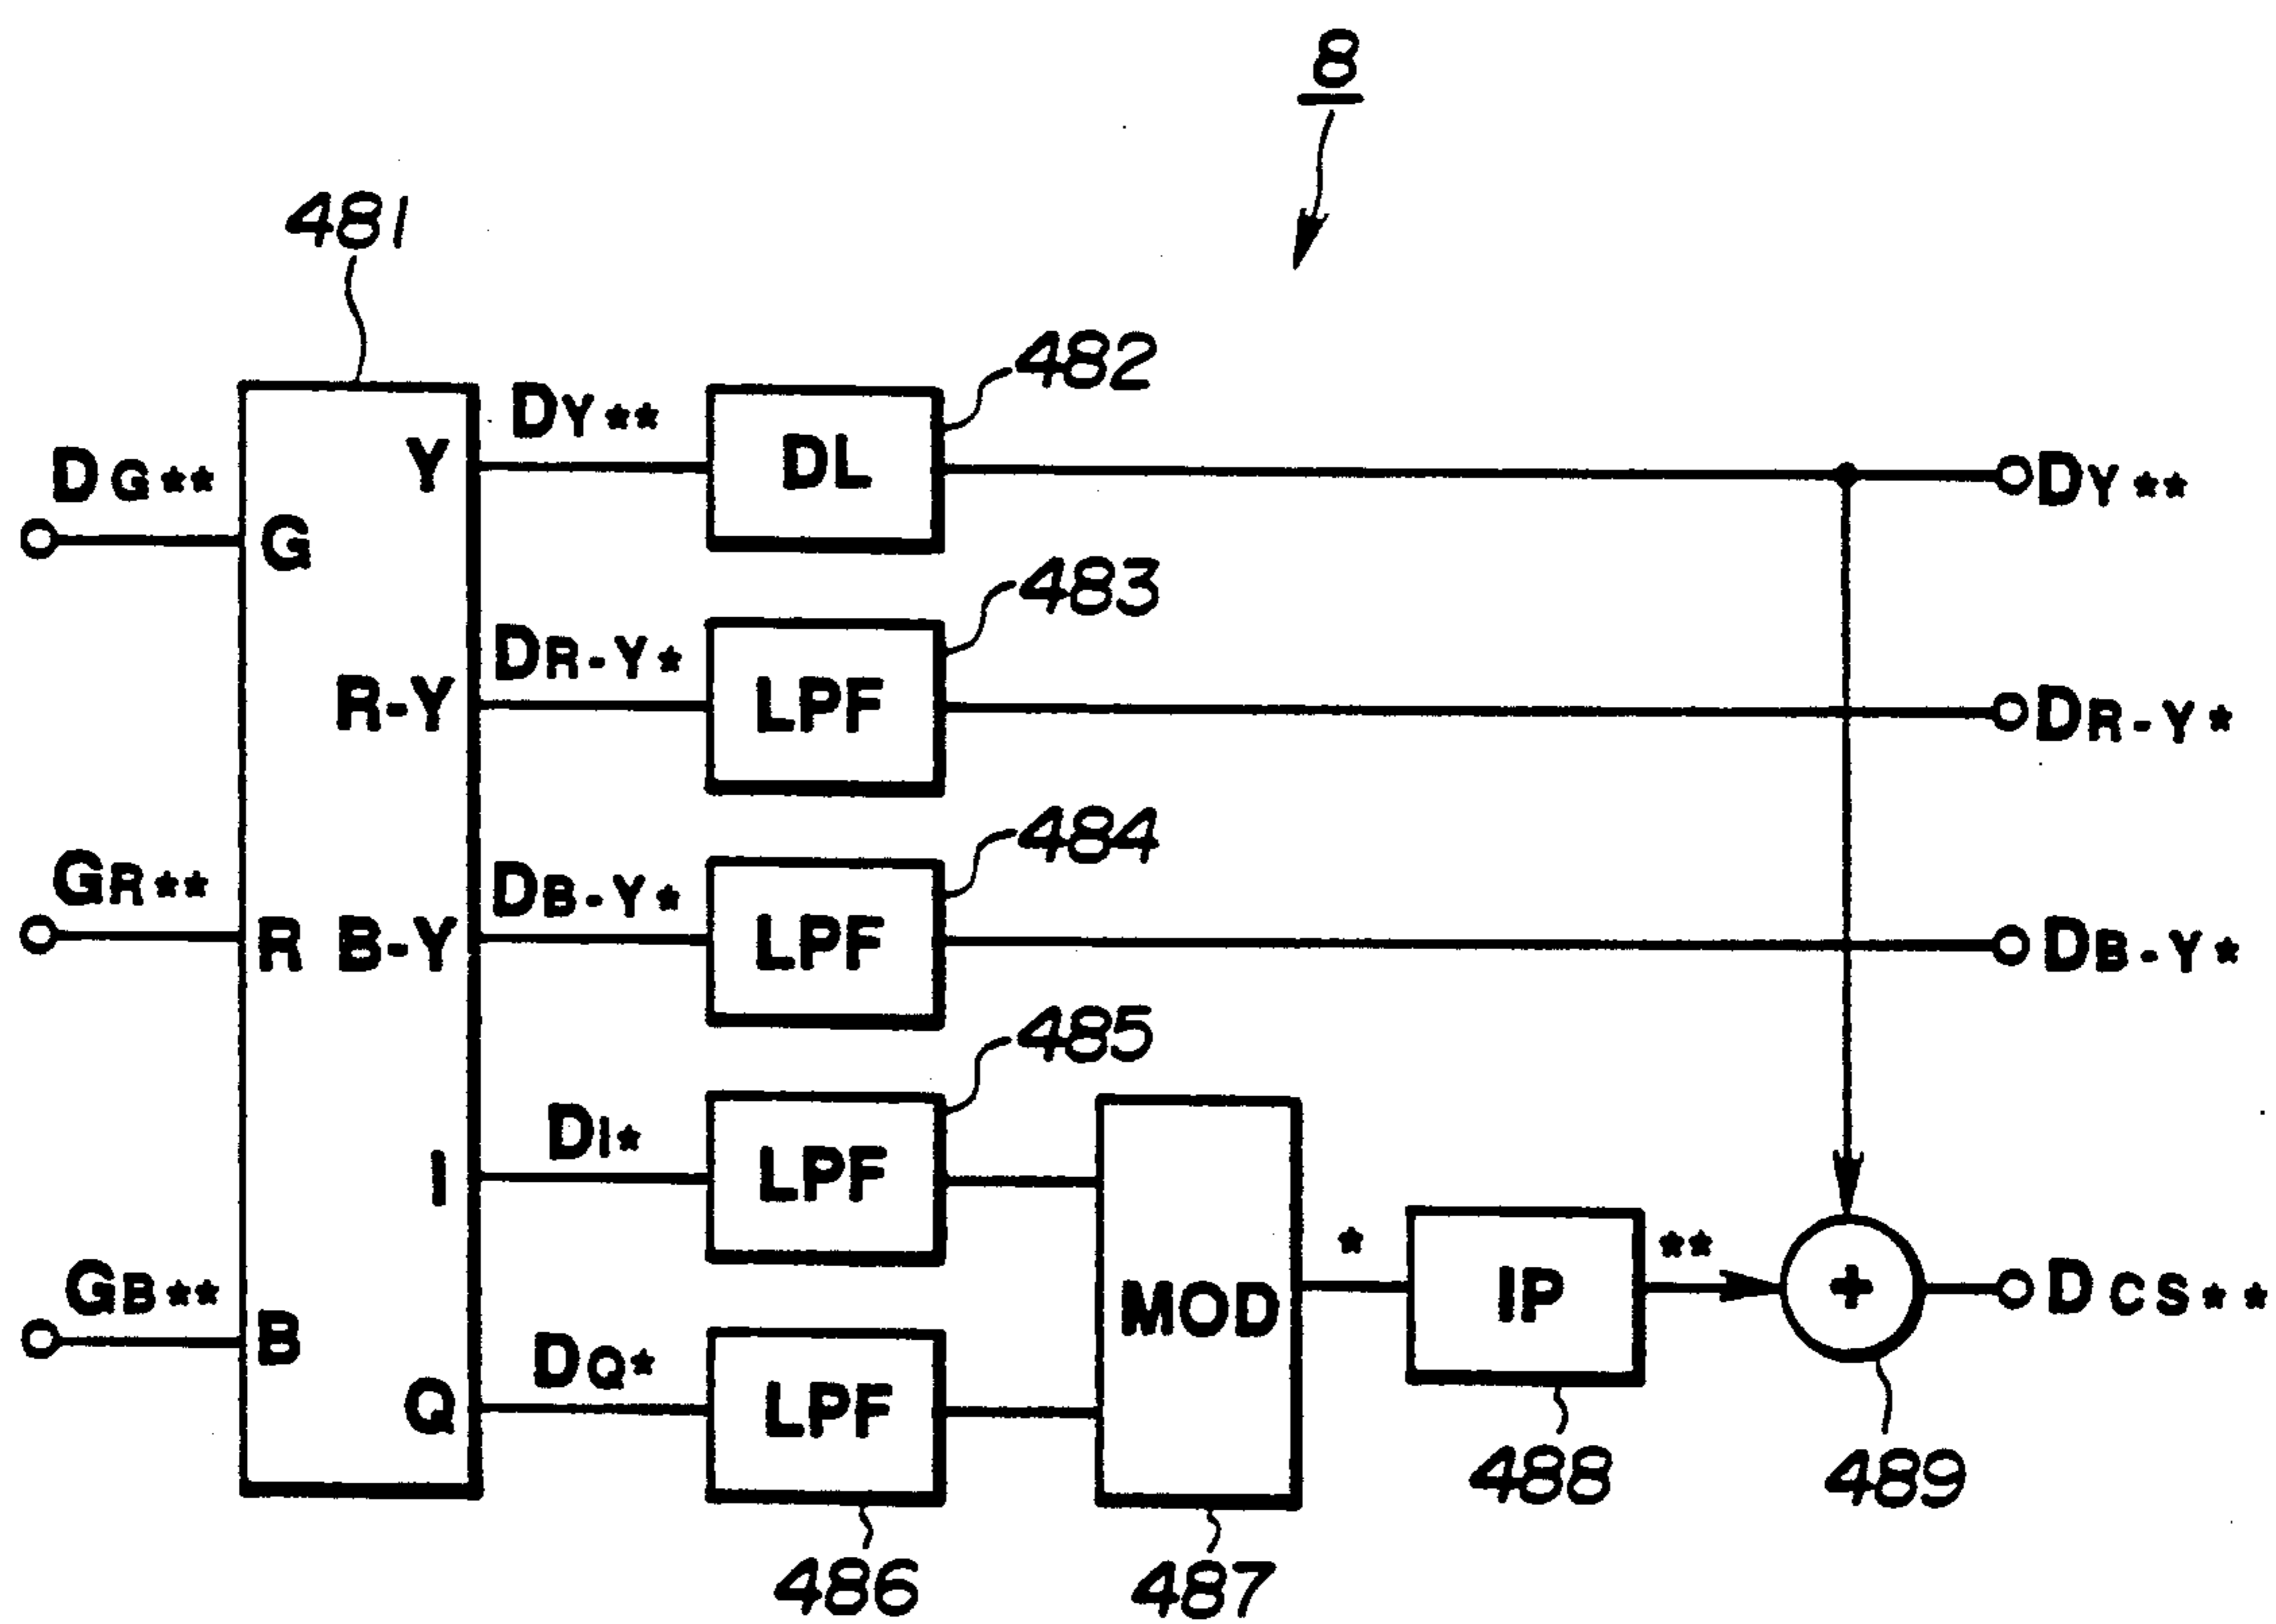 8
481
482
DY**
Y
DL
DG**
G
DY**
483
DR-Y*
R-Y
LPF
DR-Y*
484
GR**
R
DB-Y*
B-Y
LPF
DB-Y*
485
DI*
I
LPF
GB**
B
MOD
*
IP
**
+
DCS**
DQ*
Q
LPF
488
489
486
487